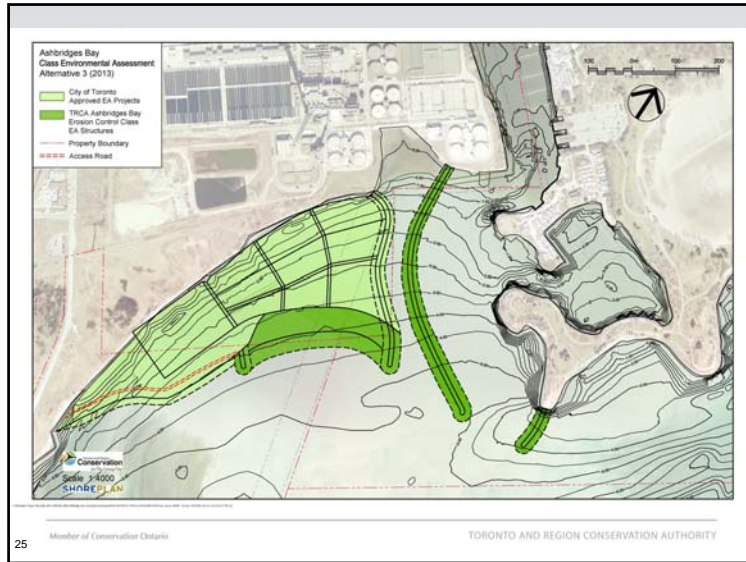 Ashbridges Bay
Class Environmental Assessment
Alternative 3 (2013)
City of Toronto
Approved EA Projects
TRCA Ashbridges Bay
Erosion Control Class
EA Structures
Property Boundary
Access Road
100 0m 100 200
Conservation
Scale 1:4000
SHOREPLAN
Member of Conservation Ontario
TORONTO AND REGION CONSERVATION AUTHORITY
25